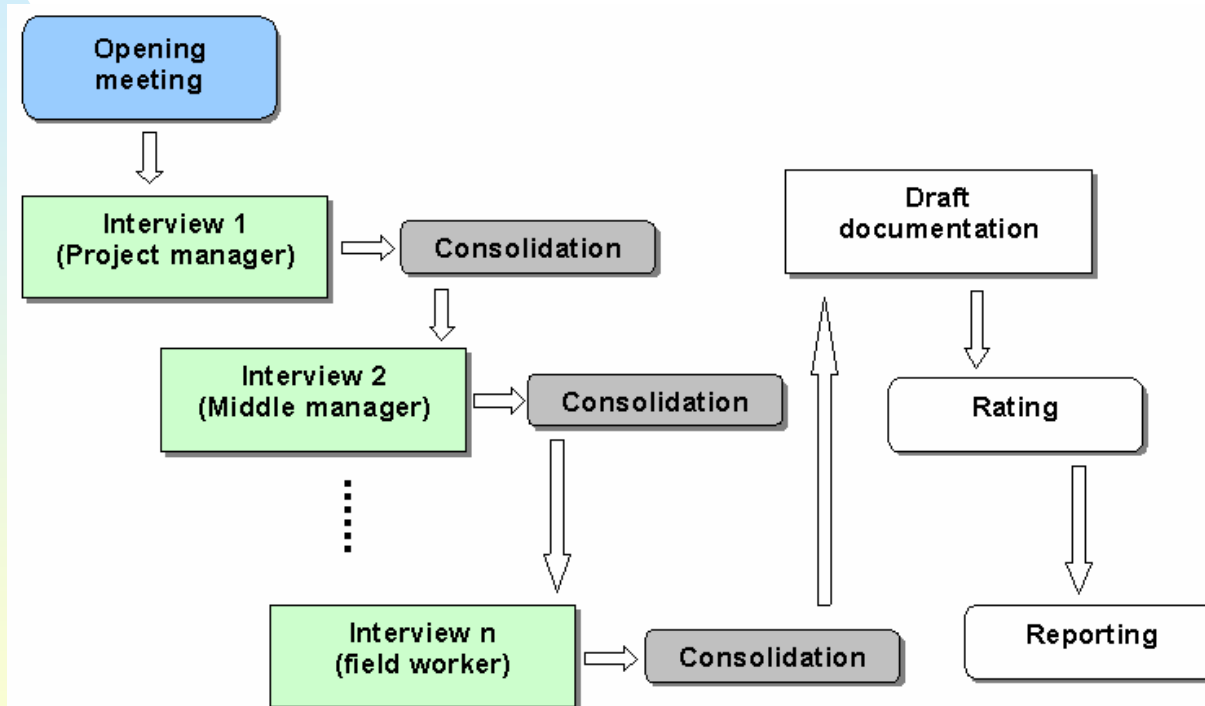 Opening
meeting
Interview 1
(Project manager)
Consolidation
Interview 2
(Middle manager)
Consolidation
Interview n
(field worker)
Consolidation
Draft
documentation
Rating
Reporting